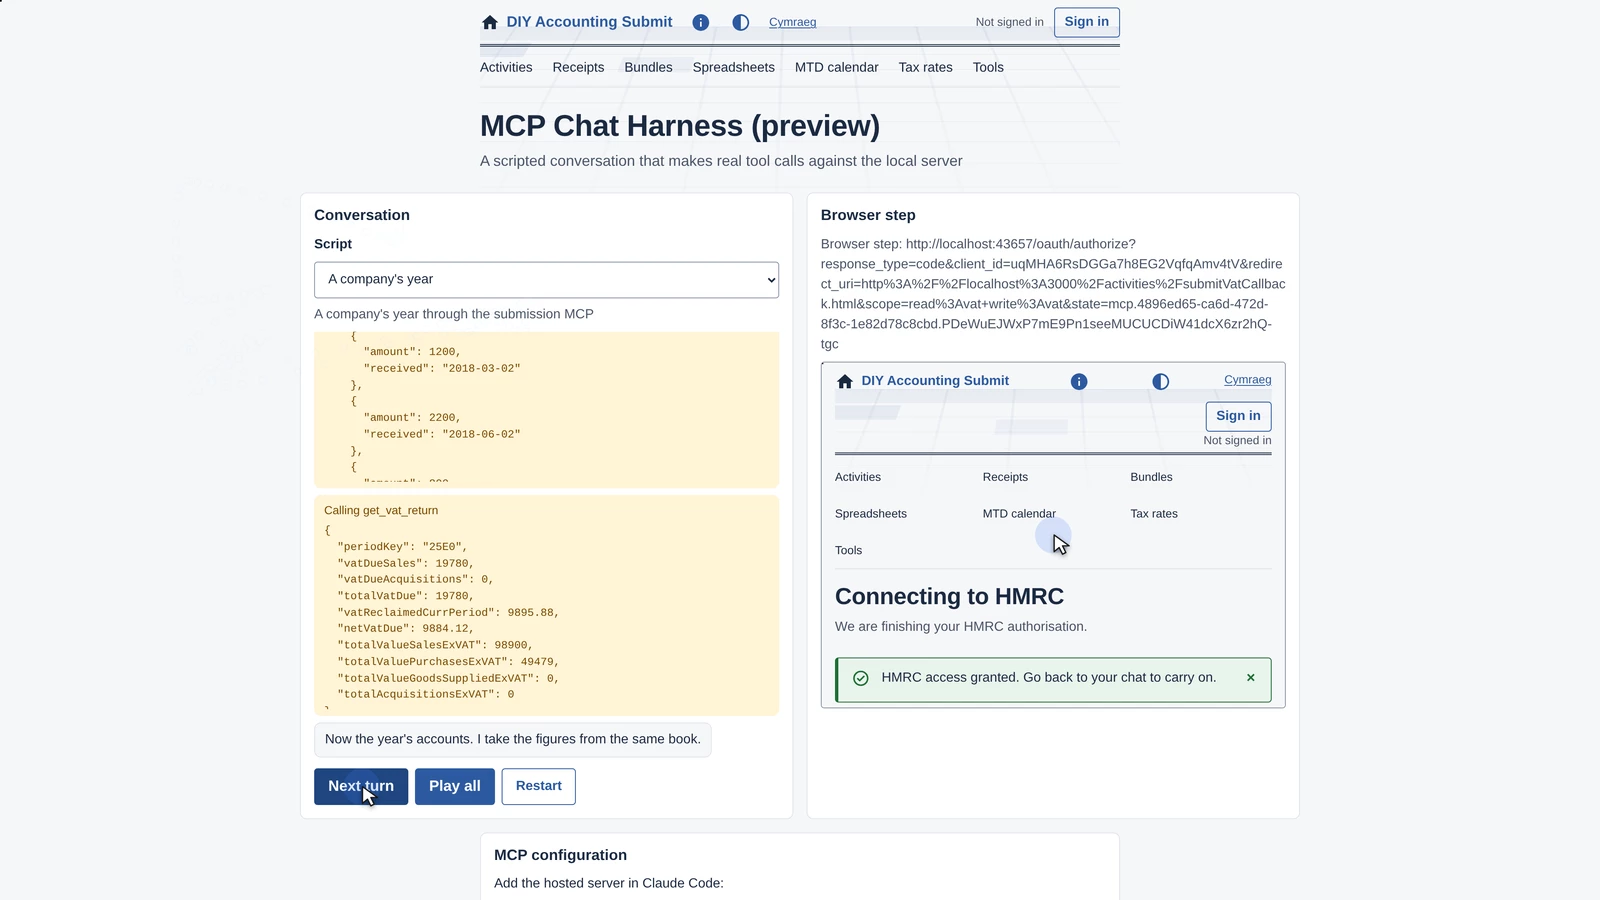 DIY Accounting Submit
Cymraeg
Not signed in
Sign in
Activities
Receipts
Bundles
Spreadsheets
MTD calendar
Tax rates
Tools
MCP Chat Harness (preview)
A scripted conversation that makes real tool calls against the local server
Conversation
Script
A company's year
A company's year through the submission MCP
{
"amount": 1200,
"received": "2018-03-02"
},
{
"amount": 2200,
"received": "2018-06-02"
},
{
Calling get_vat_return
{
"periodKey": "25E0",
"vatDueSales": 19780,
"vatDueAcquisitions": 0,
"totalVatDue": 19780,
"vatReclaimedCurrPeriod": 9895.88,
"netVatDue": 9884.12,
"totalValueSalesExVAT": 98900,
"totalValuePurchasesExVAT": 49479,
"totalValueGoodsSuppliedExVAT": 0,
"totalAcquisitionsExVAT": 0
Now the year's accounts. I take the figures from the same book.
Next turn
Play all
Restart
Browser step
Browser step: http://localhost:43657/oauth/authorize?
response_type=code&client_id=uqMHA6RsDGGa7h8EG2VqfqAmv4tV&redire
ct_uri=http%3A%2F%2Flocalhost%3A3000%2Factivities%2FsubmitVatCallbac
k.html&scope=read%3Avat+write%3Avat&state=mcp.4896ed65-ca6d-472d-
8f3c-1e82d78c8cbd.PDeWuEJWxP7mE9Pn1seeMUCUCDiW41dcX6zr2hQ-
tgc
DIY Accounting Submit
Cymraeg
Sign in
Not signed in
Activities
Receipts
Bundles
Spreadsheets
MTD calendar
Tax rates
Tools
Connecting to HMRC
We are finishing your HMRC authorisation.
HMRC access granted. Go back to your chat to carry on.
MCP configuration
Add the hosted server in Claude Code: